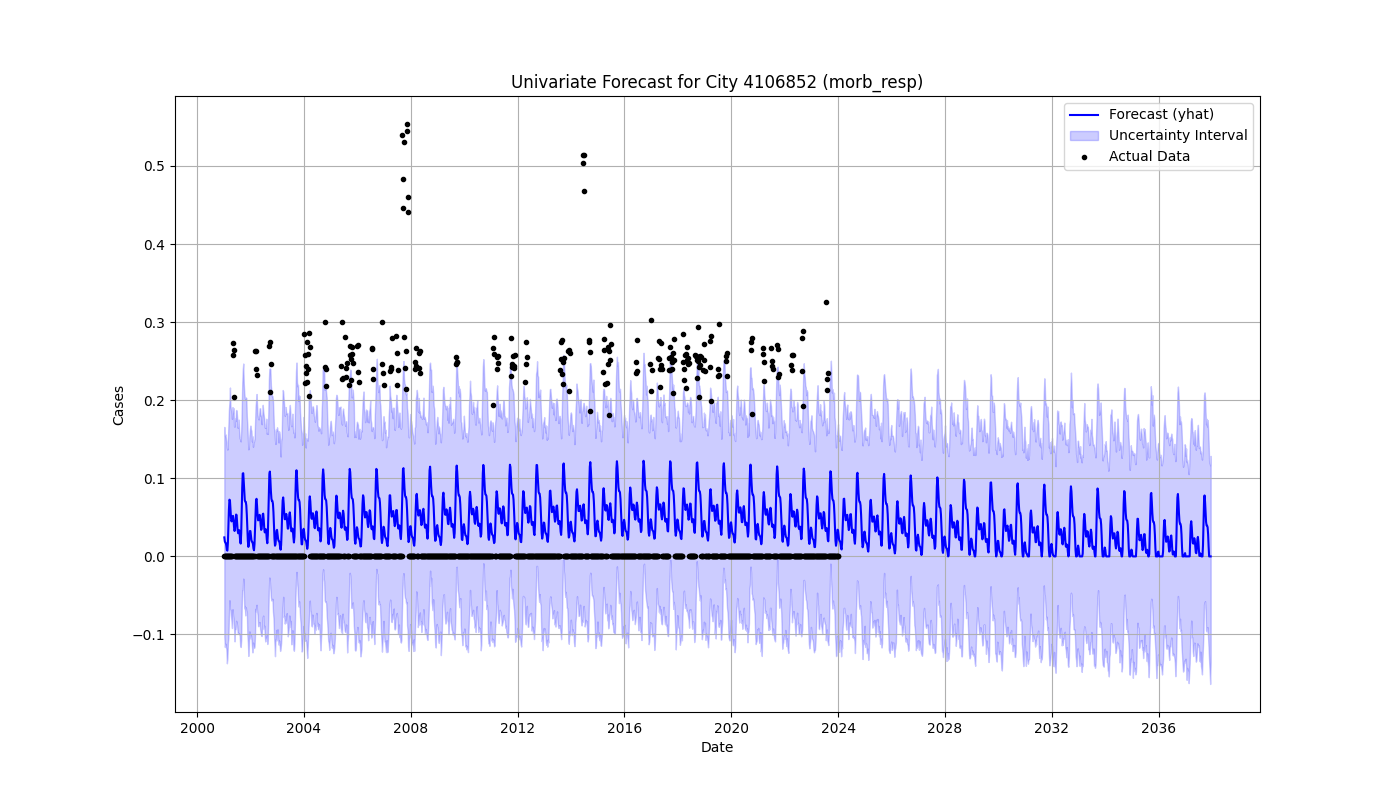 Univariate Forecast for City 4106852 (morb_resp)
Forecast (yhat)
Uncertainty Interval
Actual Data
Cases
0.5
0.4
0.3
0.2
0.1
0.0
−0.1
2000 2004 2008 2012 2016 2020 2024 2028 2032 2036
Date